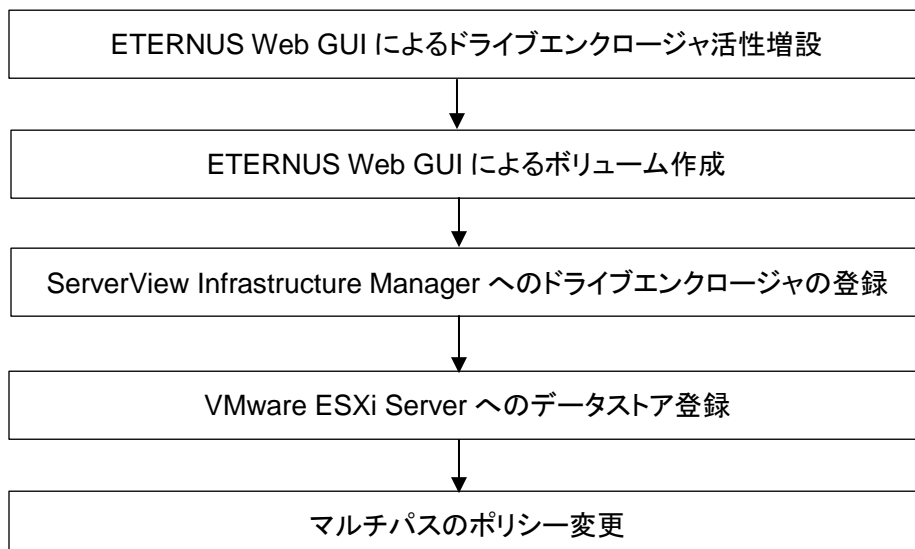 ETERNUS Web GUI によるドライブエンクロージャ活性増設
ETERNUS Web GUI によるボリューム作成
ServerView Infrastructure Manager へのドライブエンクロージャの登録
VMware ESXi Server へのデータストア登録
マルチパスのポリシー変更